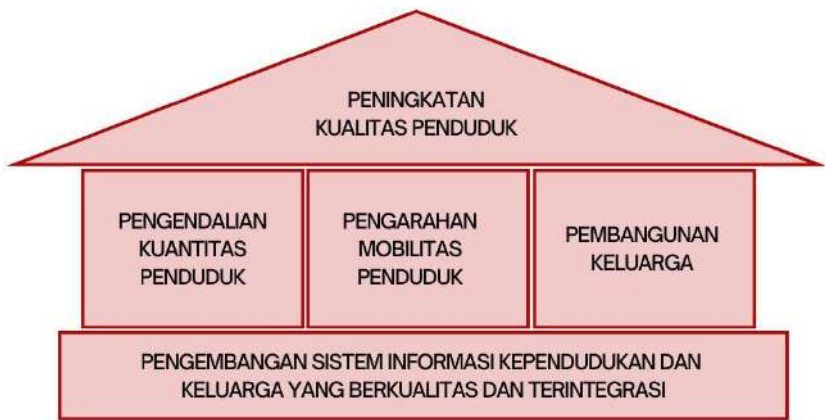 PENINGKATAN
KUALITAS PENDUDUK
PENGENDALIAN
KUANTITAS
PENDUDUK
PENGARAHAN
MOBILITAS
PENDUDUK
PEMBANGUNAN
KELUARGA
PENGEMBANGAN SISTEM INFORMASI KEPENDUDUKAN DAN
KELUARGA YANG BERKUALITAS DAN TERINTEGRASI